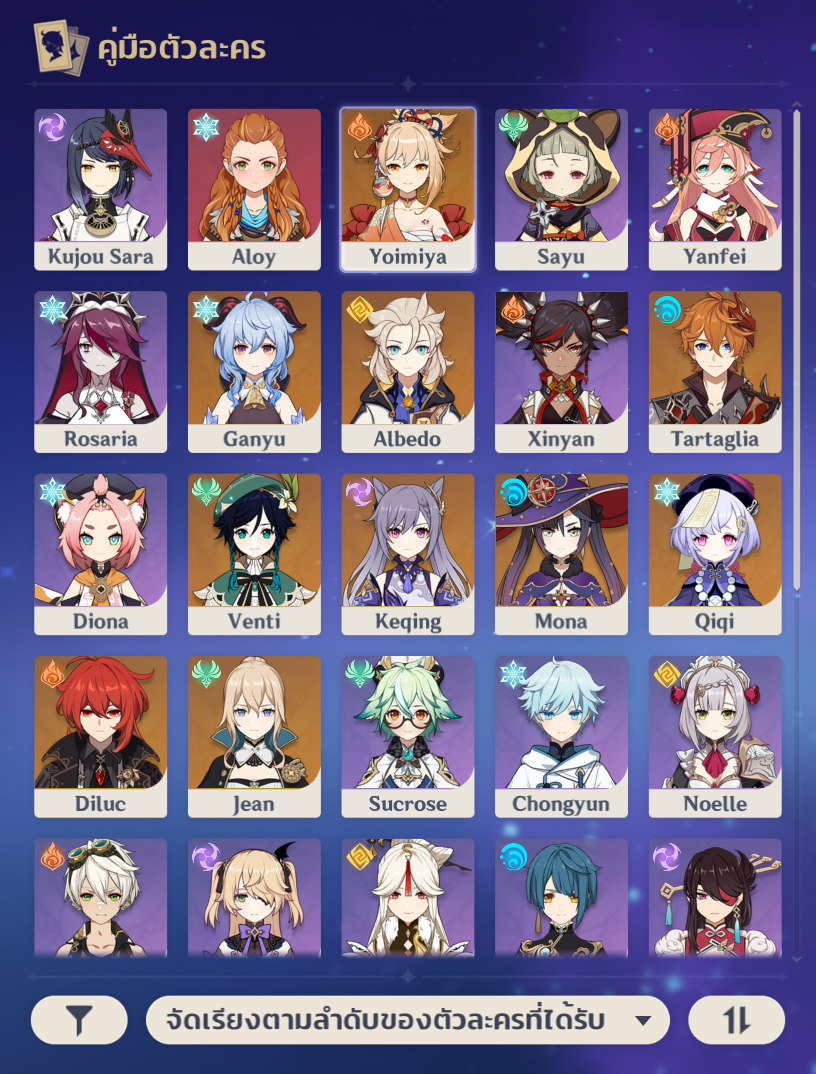 คู่มือตัวละคร
Kujou Sara
Aloy
Yoimiya
Sayu
Yanfei
Rosaria
Ganyu
Albedo
Xinyan
Tartaglia
Diona
Venti
Keqing
Mona
Qiqi
Diluc
Jean
Sucrose
Chongyun
Noelle
จัดเรียงตามลำดับของตัวละครที่ได้รับ